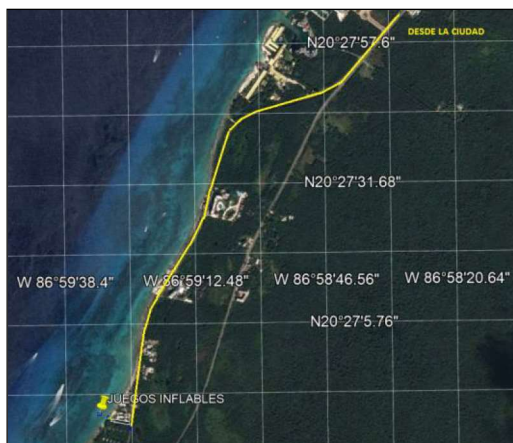 DESDE LA CIUDAD
N20°27'57.6"
N20°27'31.68"
W 86°59'38.4"
W 86°59'12.48"
W 86°58'46.56"
W 86°58'20.64"
N20°27'5.76"
JUEGOS INFLABLES